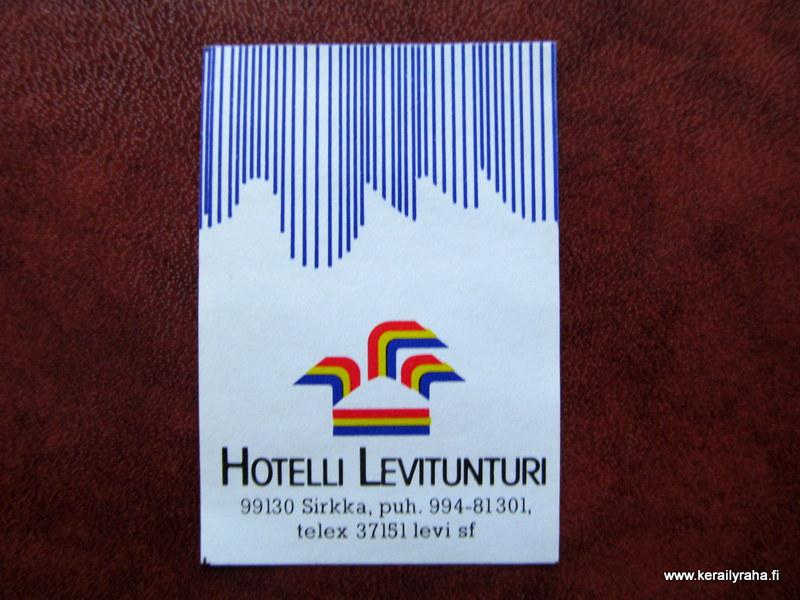 HOTELLI LEVITUNTURI
99130 Sirkka, puh. 994-81301,
telex 37151 levi sf
www.kerailyraha.fi